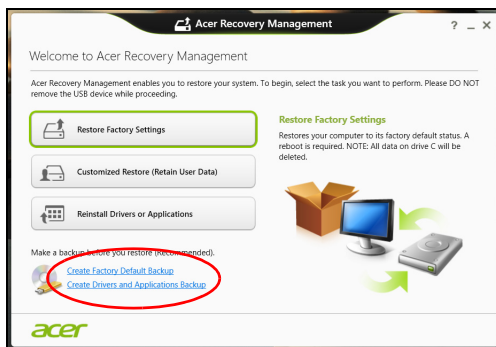 Acer Recovery Management
? _ X
Welcome to Acer Recovery Management
Acer Recovery Management enables you to restore your system. To begin, select the task you want to perform. Please DO NOT
remove the USB device while proceeding.
Restore Factory Settings
Customized Restore (Retain User Data)
Reinstall Drivers or Applications
Restore Factory Settings
Restores your computer to its factory default status. A
reboot is required. NOTE: All data on drive C will be
deleted.
Make a backup before you restore (Recommended).
Create Factory Default Backup
Create Drivers and Applications Backup
acer